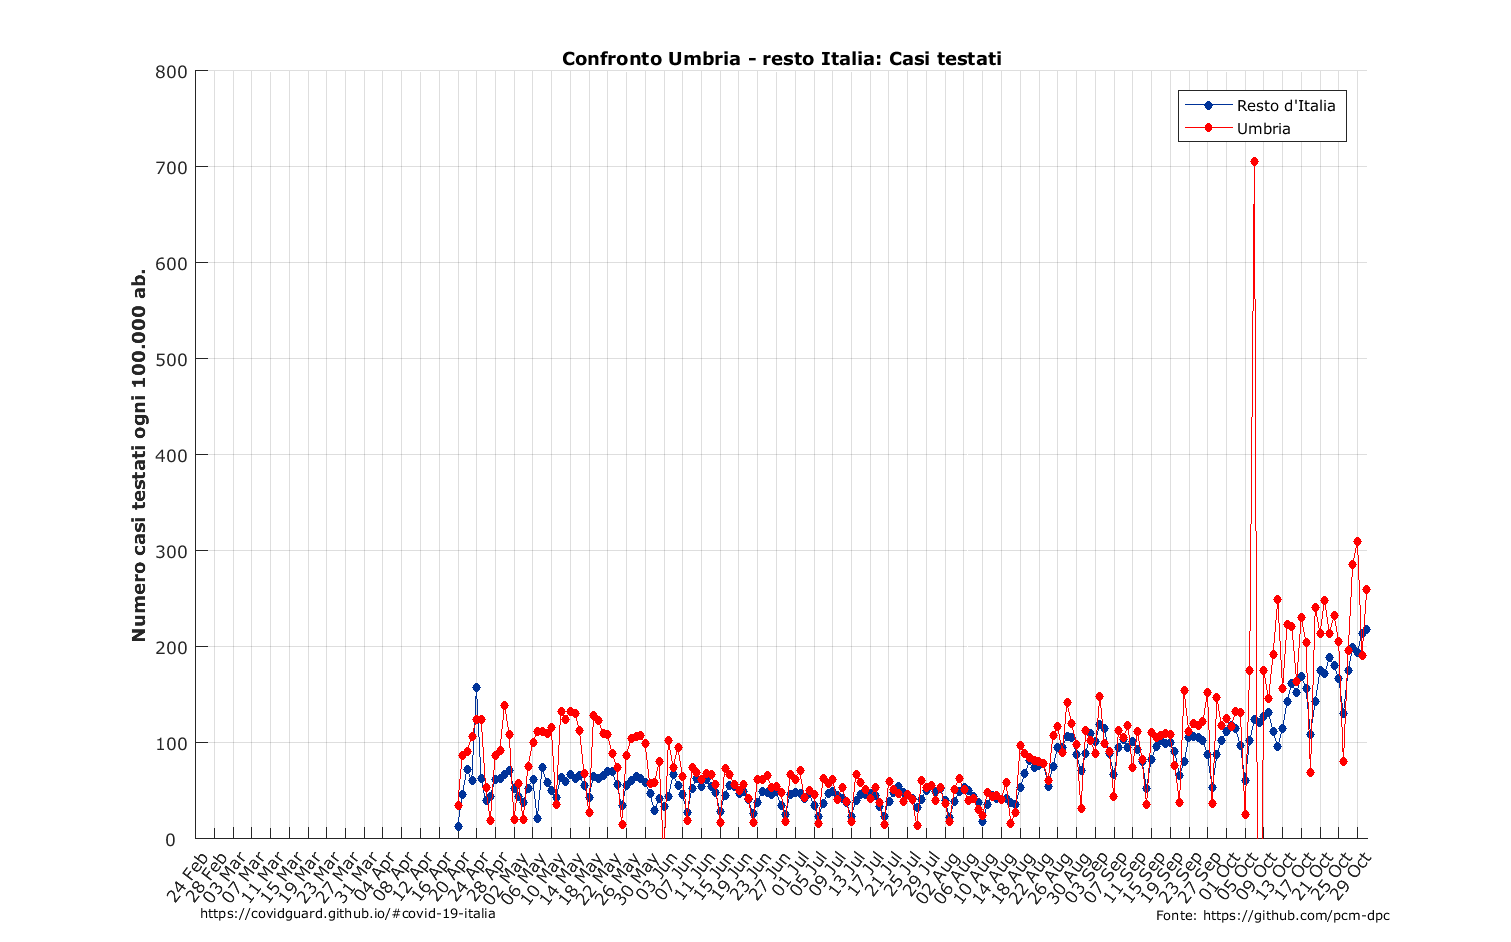 Confronto Umbria - resto Italia: Casi testati
Resto d'Italia
Umbria
Numero casi testati ogni 100.000 ab.
800
700
600
500
400
300
200
100
0
24 Feb
28 Feb
03 Mar
07 Mar
11 Mar
15 Mar
19 Mar
23 Mar
27 Mar
31 Mar
04 Apr
08 Apr
12 Apr
16 Apr
20 Apr
24 Apr
28 Apr
02 May
06 May
10 May
14 May
18 May
22 May
26 May
30 May
03 Jun
07 Jun
11 Jun
15 Jun
19 Jun
23 Jun
27 Jun
01 Jul
05 Jul
09 Jul
13 Jul
17 Jul
21 Jul
25 Jul
29 Jul
02 Aug
06 Aug
10 Aug
14 Aug
18 Aug
22 Aug
26 Aug
30 Aug
03 Sep
07 Sep
11 Sep
15 Sep
19 Sep
23 Sep
27 Sep
01 Oct
05 Oct
09 Oct
13 Oct
17 Oct
21 Oct
25 Oct
29 Oct
https://covidguard.github.io/#covid-19-italia
Fonte: https://github.com/pcm-dpc